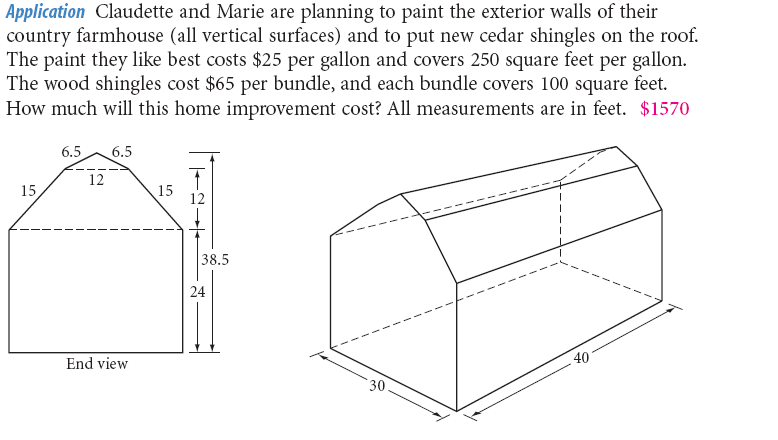 Application Claudette and Marie are planning to paint the exterior walls of their
country farmhouse (all vertical surfaces) and to put new cedar shingles on the roof.
The paint they like best costs $25 per gallon and covers 250 square feet per gallon.
The wood shingles cost $65 per bundle, and each bundle covers 100 square feet.
How much will this home improvement cost? All measurements are in feet. $1570
6.5 6.5
12
15 15
12
38.5
24
End view
40
30